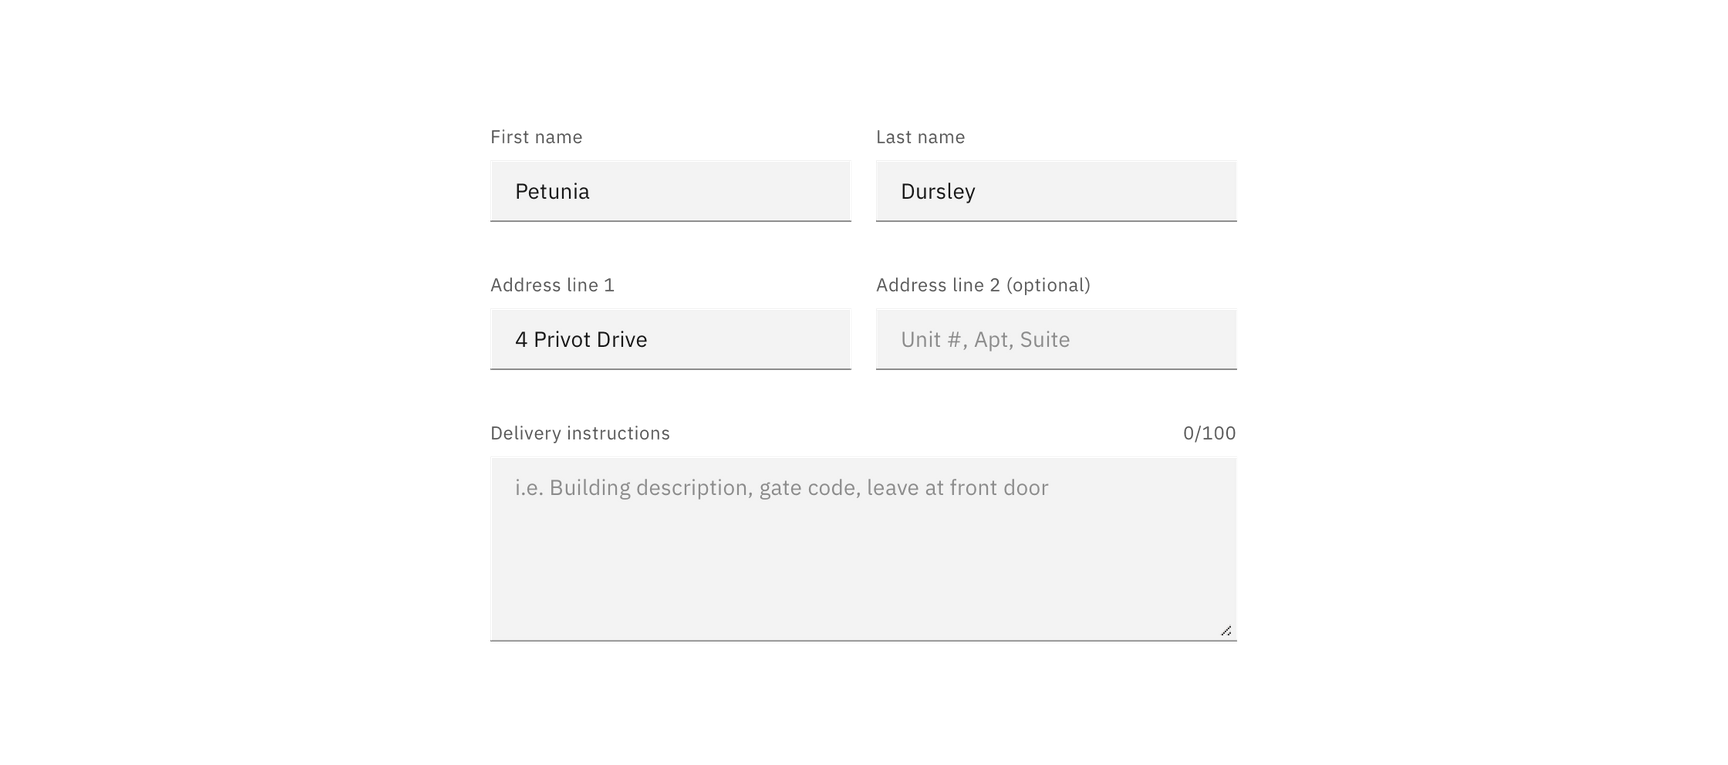 First name
Last name
Petunia
Dursley
Address line 1
Address line 2 (optional)
4 Privot Drive
Unit #, Apt, Suite
Delivery instructions
0/100
i.e. Building description, gate code, leave at front door